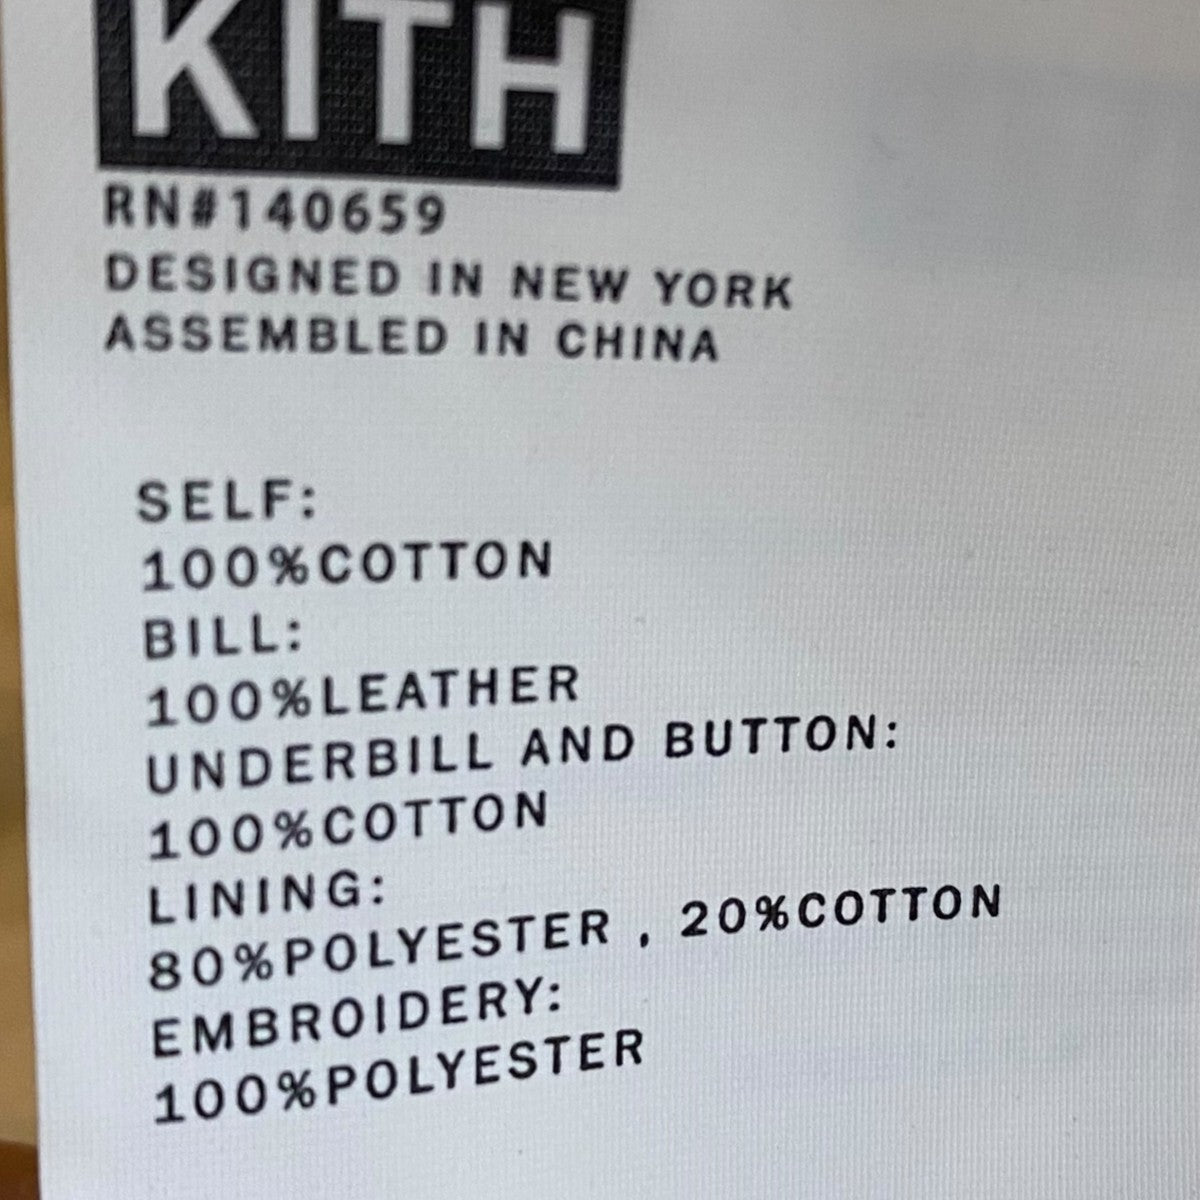 KITH
RN#140659
DESIGNED IN NEW YORK
ASSEMBLED IN CHINA
SELF:
100%COTTON
BILL:
100%LEATHER
UNDERBILL AND BUTTON:
100%COTTON
LINING:
80%POLYESTER , 20%COTTON
EMBROIDERY:
100%POLYESTER